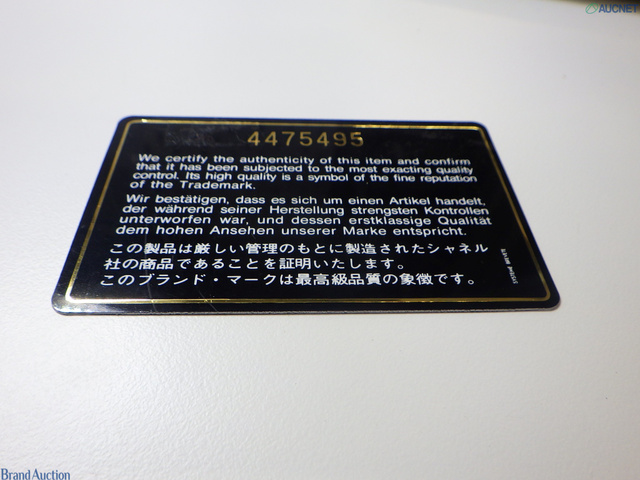 AUCNET
4475495
We certify the authenticity of this item and confirm
that it has been subjected to the most exacting quality
control. Its high quality is a symbol of the fine reputation
of the Trademark.
Wir bestätigen, dass es sich um einen Artikel handelt,
der während seiner Herstellung strengsten Kontrollen
unterworfen war, und dessen erstklassige Qualität
dem hohen Ansehen unserer Marke entspricht.
この製品は厳しい管理のもとに製造されたシャネル
社の商品であることを証明いたします。
このブランド・マークは最高級品質の象徴です。
Brand Auction